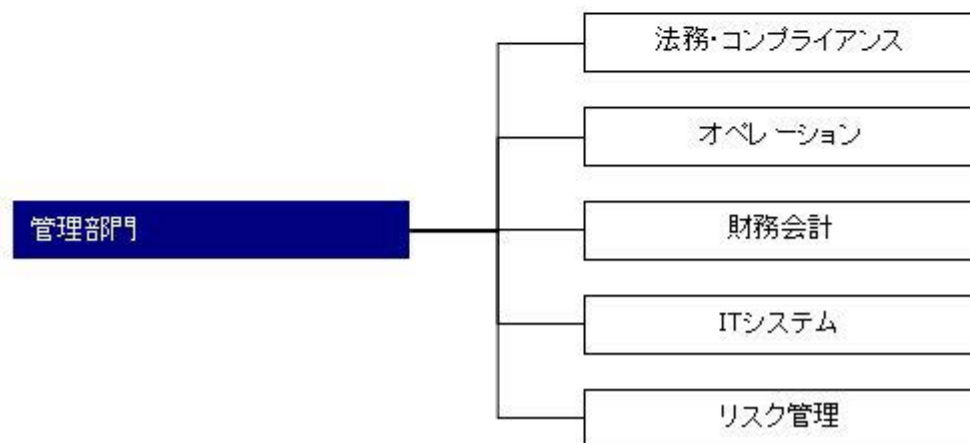 法務・コンプライアンス
オペレーション
管理部門
財務会計
ITシステム
リスク管理